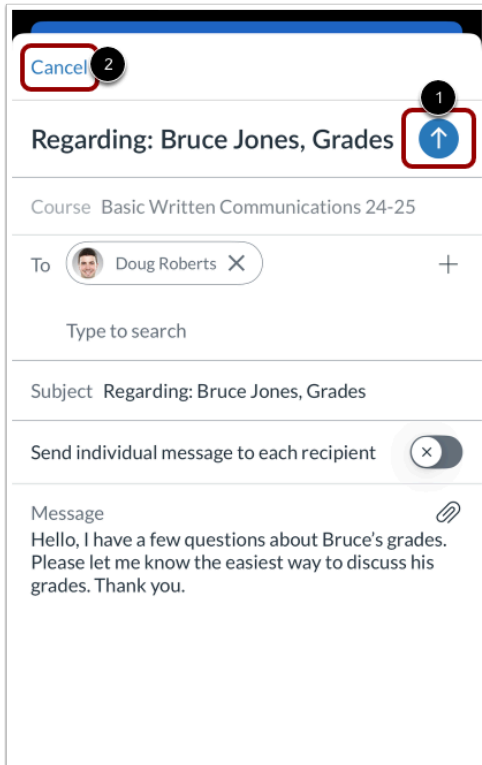 Cancel 2
1
Regarding: Bruce Jones, Grades
Course Basic Written Communications 24-25
To Doug Roberts
Type to search
Subject Regarding: Bruce Jones, Grades
Send individual message to each recipient
Message
Hello, I have a few questions about Bruce’s grades.
Please let me know the easiest way to discuss his
grades. Thank you.